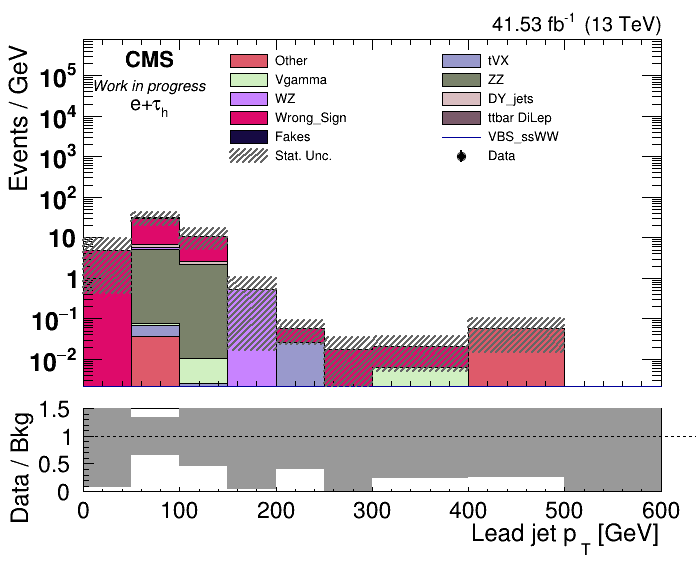 41.53 fb⁻¹ (13 TeV)
Events / GeV
CMS
Work in progress
e+τh
Other
Vgamma
WZ
Wrong_Sign
Fakes
Stat. Unc.
tVX
ZZ
DY_jets
ttbar DiLep
VBS_ssWW
Data
10⁵
10⁴
10³
10²
10
1
10⁻¹
10⁻²
Data / Bkg
1.5
1
0.5
0
0 100 200 300 400 500 600
Lead jet pT [GeV]